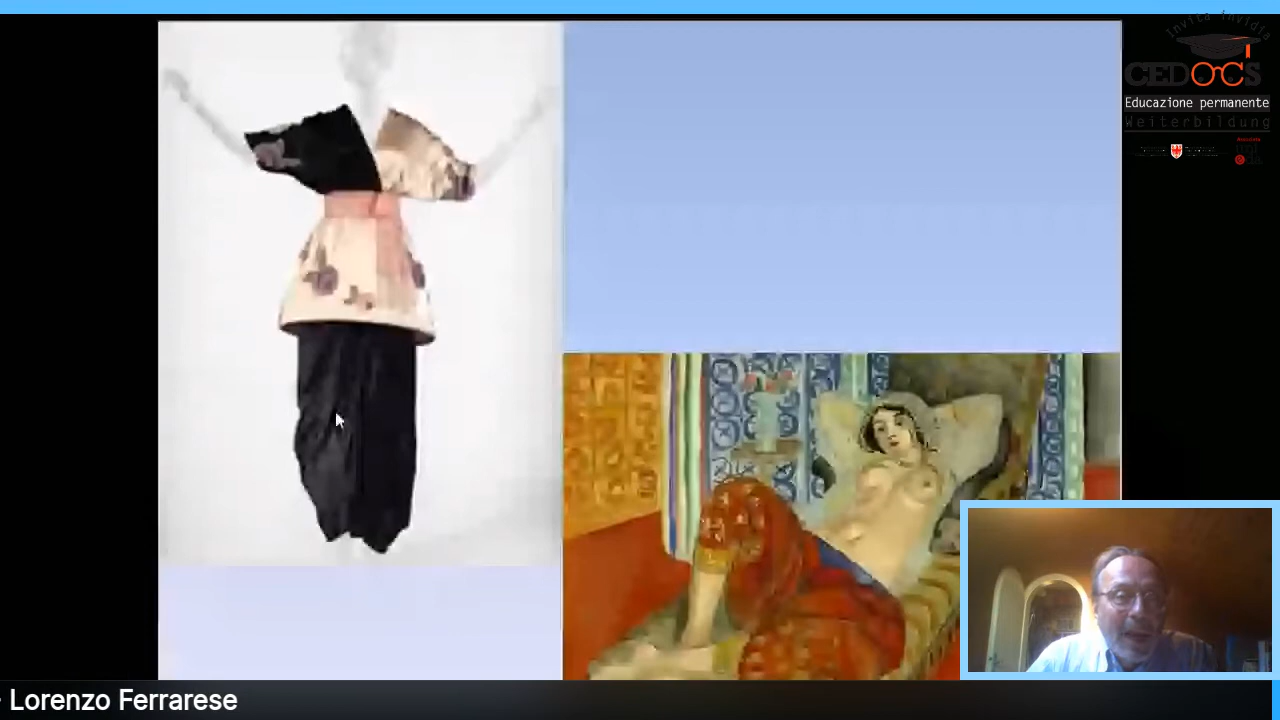 Invita invidia
CEDOCS
Educazione permanente
Weiterbildung
Lorenzo Ferrarese